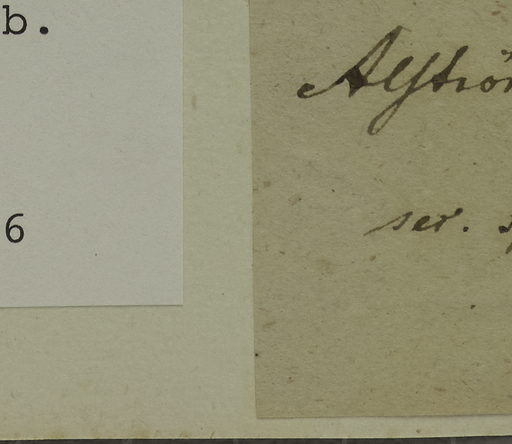 b.
6
Alströ
ser. s